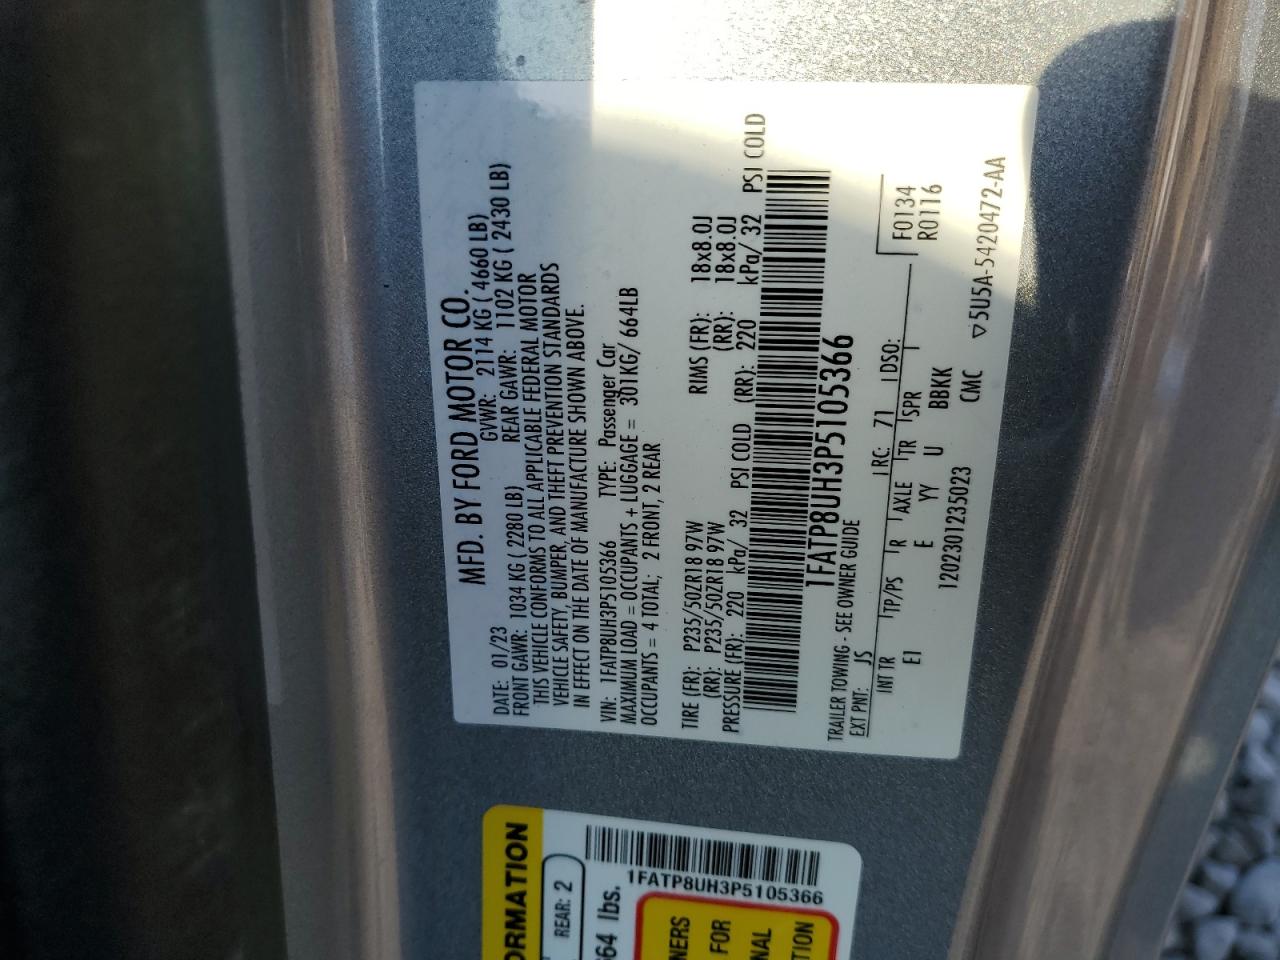 MFD. BY FORD MOTOR CO.
DATE: 01/23 GVWR: 2114 KG ( 4660 LB)
FRONT GAWR: 1034 KG ( 2280 LB) REAR GAWR: 1102 KG ( 2430 LB)
THIS VEHICLE CONFORMS TO ALL APPLICABLE FEDERAL MOTOR
VEHICLE SAFETY, BUMPER, AND THEFT PREVENTION STANDARDS
IN EFFECT ON THE DATE OF MANUFACTURE SHOWN ABOVE.
VIN: 1FATP8UH3P5105366 TYPE: Passenger Car
MAXIMUM LOAD = OCCUPANTS + LUGGAGE = 301KG/ 664LB
OCCUPANTS = 4 TOTAL; 2 FRONT, 2 REAR
TIRE (FR): P235/50ZR18 97W RIMS (FR): 18x8.0J
(RR): P235/50ZR18 97W (RR): 18x8.0J
PRESSURE (FR): 220 kPa/ 32 PSI COLD (RR): 220 kPa/ 32 PSI COLD
1FATP8UH3P5105366
TRAILER TOWING - SEE OWNER GUIDE
EXT PNT: JS RC: 71 DSO: F0134
R0116
INT TR TP/PS R AXLE TR SPR
EI E YY U BBKK
1202301235023 CMC
▽5U5A-5420472-AA
ORMATION
REAR: 2
664 lbs.
1FATP8UH3P5105366
NERS
FOR
NAL
TION